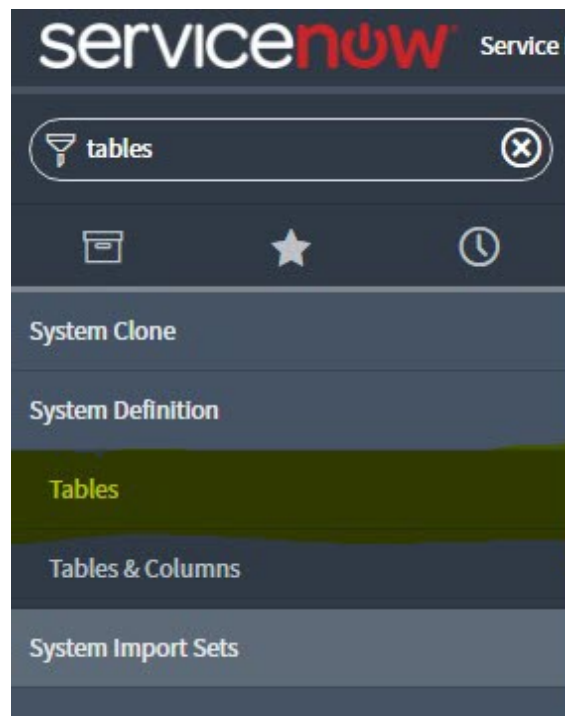 servicenow Service
tables
System Clone
System Definition
Tables
Tables & Columns
System Import Sets